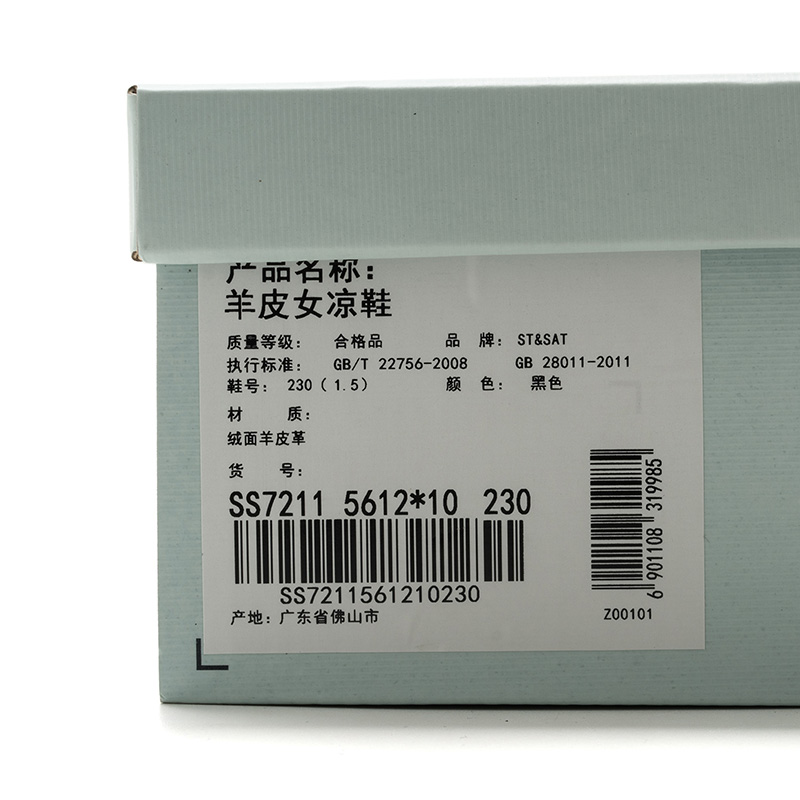 产品名称：
羊皮女凉鞋
质量等级： 合格品 品 牌： ST&SAT
执行标准： GB/T 22756-2008 GB 28011-2011
鞋号： 230（1.5） 颜 色： 黑色
材 质：
绒面羊皮革
货 号：
SS7211 5612*10 230
SS7211561210230
产地：广东省佛山市
6 901108 319985
Z00101